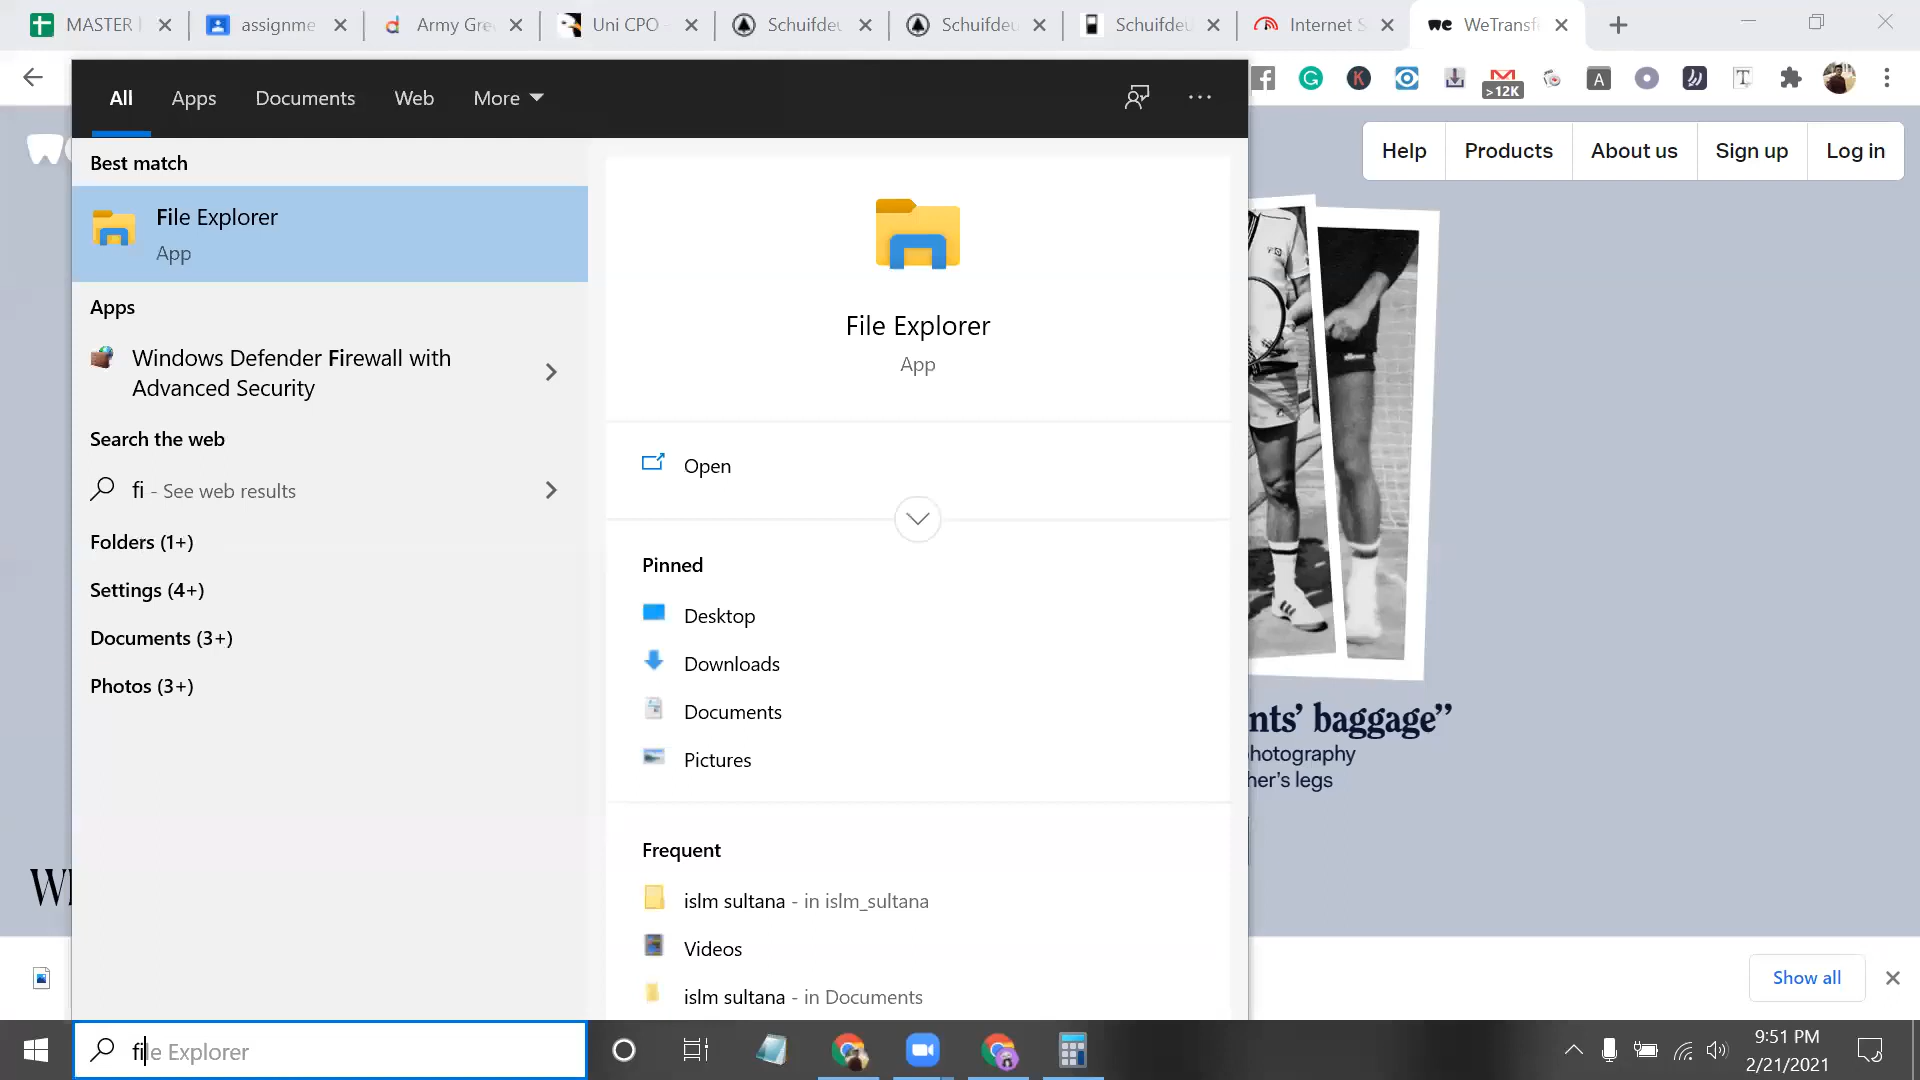 MASTER
assignme
Army Gre
Uni CPO
Schuifdeu
Schuifdeu
Schuifdeu
Internet S
we
WeTransf
K
A
T
>12K
All
Apps
Documents
Web
More
Help
Products
About us
Sign up
Log in
Best match
File Explorer
App
Apps
Windows Defender Firewall with
Advanced Security
Search the web
fi - See web results
Folders (1+)
Settings (4+)
Documents (3+)
Photos (3+)
File Explorer
App
Open
Pinned
Desktop
Downloads
Documents
Pictures
Frequent
islm sultana - in islm_sultana
Videos
islm sultana - in Documents
nts’ baggage”
hotography
her’s legs
Show all
file Explorer
9:51 PM
2/21/2021